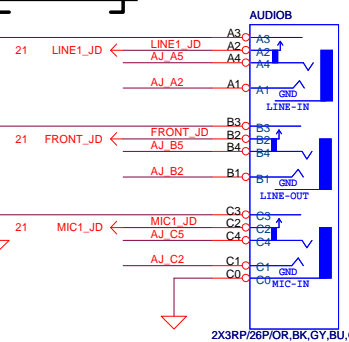 AUDIOB
A3 A3
21 LINE1_JD LINE1_JD A2 A2
AJ_A5 A4 A4
AJ_A2 A1 A1
GND
LINE-IN
B3 B3
21 FRONT_JD FRONT_JD B2 B2
AJ_B5 B4 B4
AJ_B2 B1 B1
GND
LINE-OUT
C3 C3
21 MIC1_JD MIC1_JD C2 C2
AJ_C5 C4 C4
AJ_C2 C1 C1
GND
C0 C0
MIC-IN
2X3RP/26P/OR,BK,GY,BU,